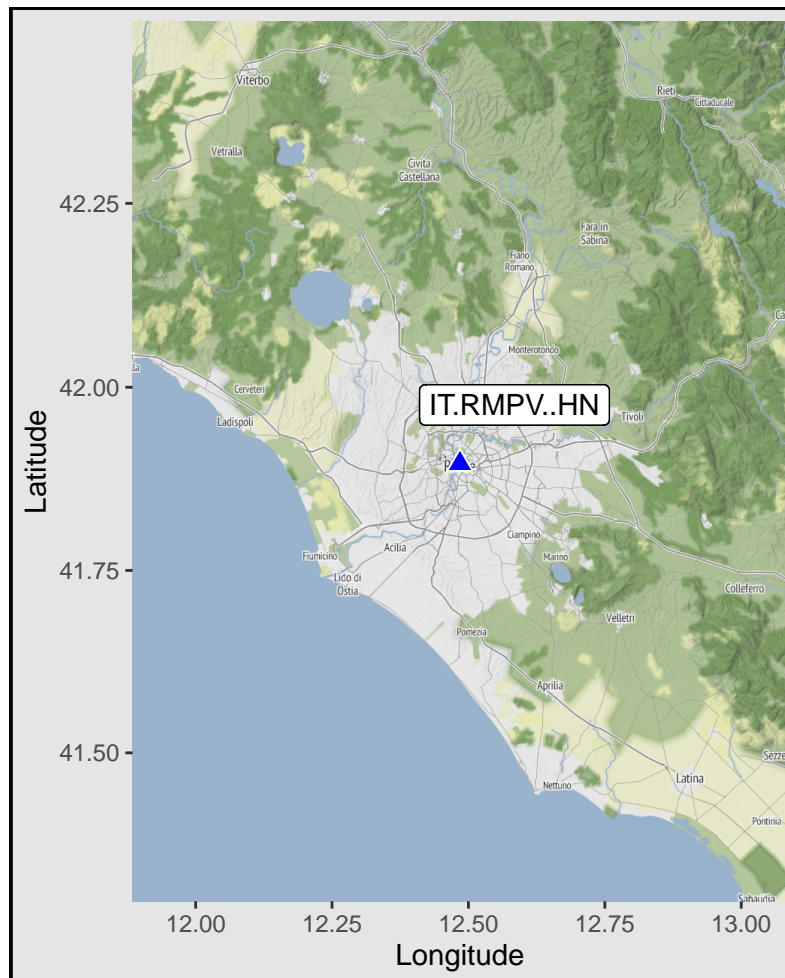 Viterbo
Rieti
Cittaducale
Vetralla
Civita
Castellana
42.25
Fara in
Sabina
Fiano
Romano
Monterotondo
42.00
Cerveteri
IT.RMPV..HN
Tivoli
Ladispoli
Latitude
Ciampino
Acilia
Fiumicino
Marino
41.75
Lido di
Ostia
Colleferro
Velletri
Pomezia
Aprilia
41.50
Sezze
Latina
Nettuno
Pontinia
Sabaudia
12.00
12.25
12.50
12.75
13.00
Longitude